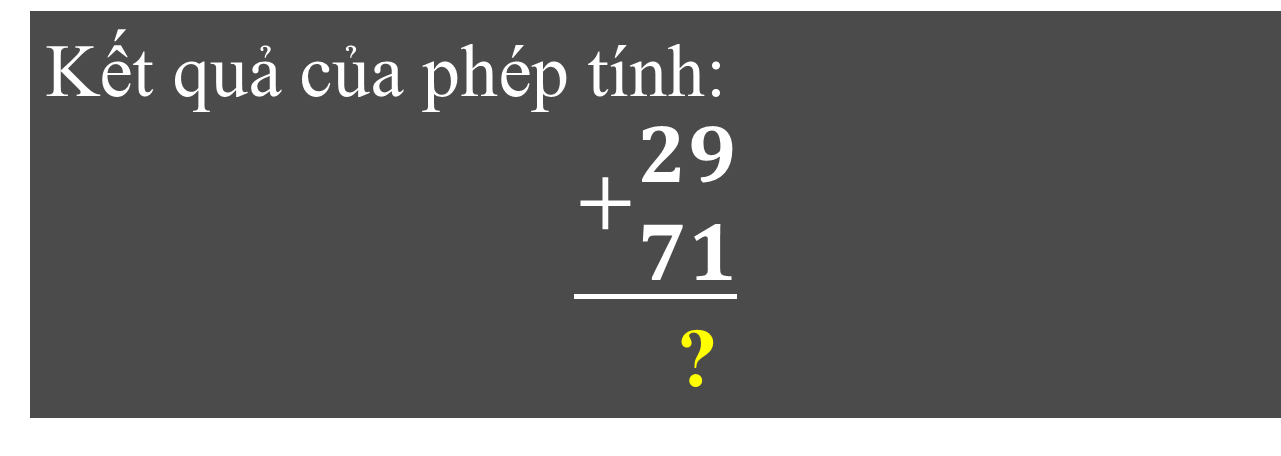 Kết quả của phép tính:
29
+
71
?